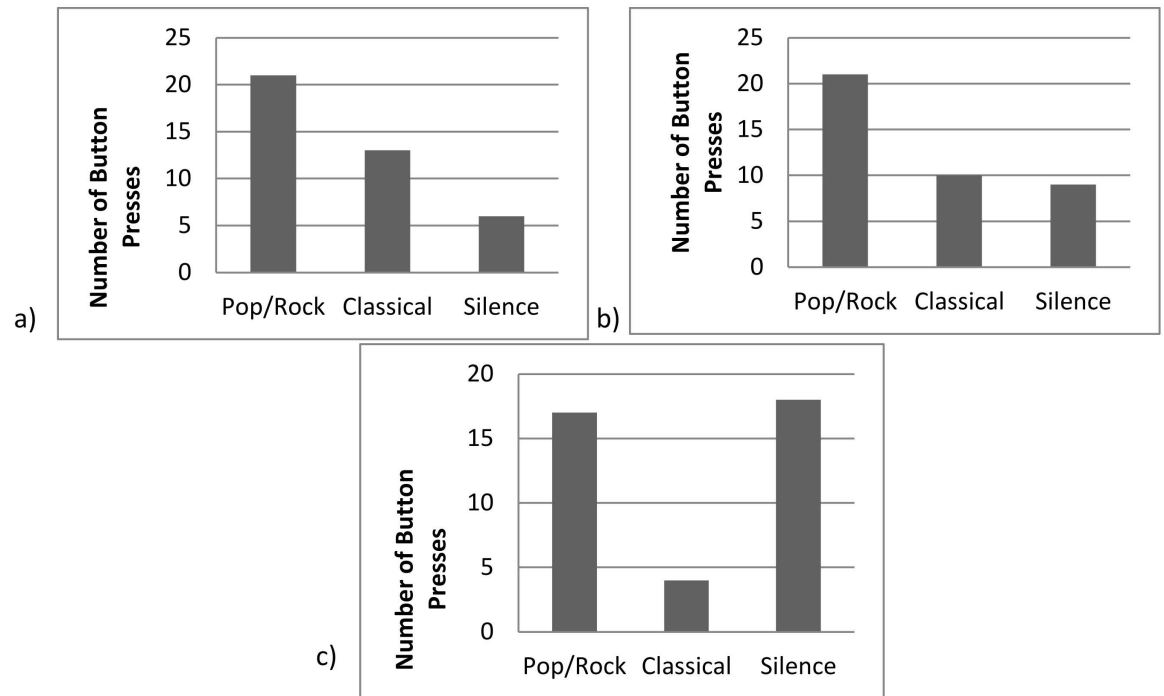 25
20
15
10
5
0
Number of Button
Presses
Pop/Rock Classical Silence
a)
25
20
15
10
5
0
Number of Button
Presses
Pop/Rock Classical Silence
b)
20
15
10
5
0
Number of Button
Presses
Pop/Rock Classical Silence
c)